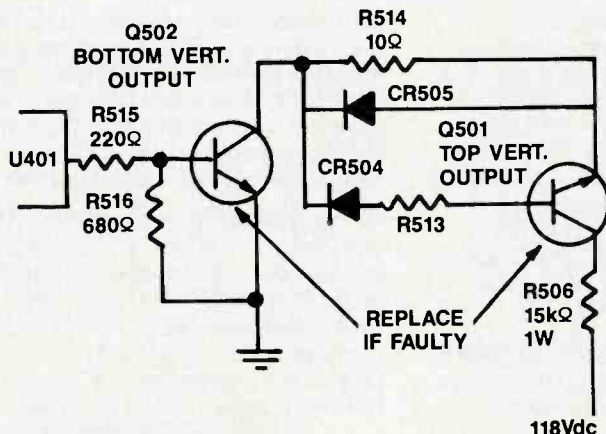 Q502
BOTTOM VERT.
OUTPUT
R514
10Ω
CR505
R515
220Ω
Q501
TOP VERT.
OUTPUT
U401
CR504
R516
680Ω
R513
R506
15kΩ
1W
REPLACE
IF FAULTY
118Vdc